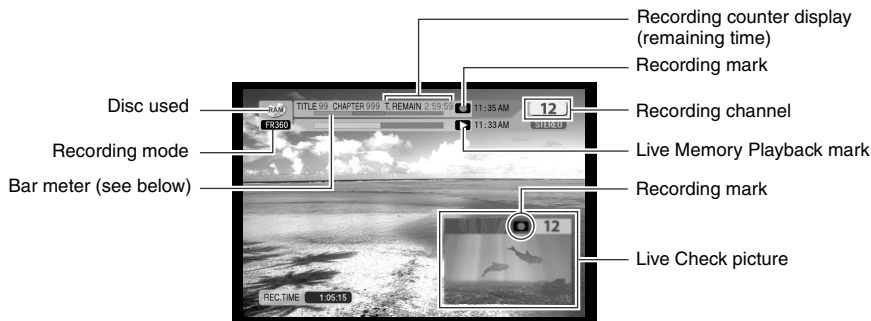 Recording counter display
(remaining time)
Recording mark
Disc used
RAM
TITLE 99 CHAPTER 999 T. REMAIN 2:59:59 11:35 AM
12
Recording channel
FR360
11:33 AM
STEREO
Recording mode
Live Memory Playback mark
Bar meter (see below)
Recording mark
12
Live Check picture
REC.TIME 1:05:15